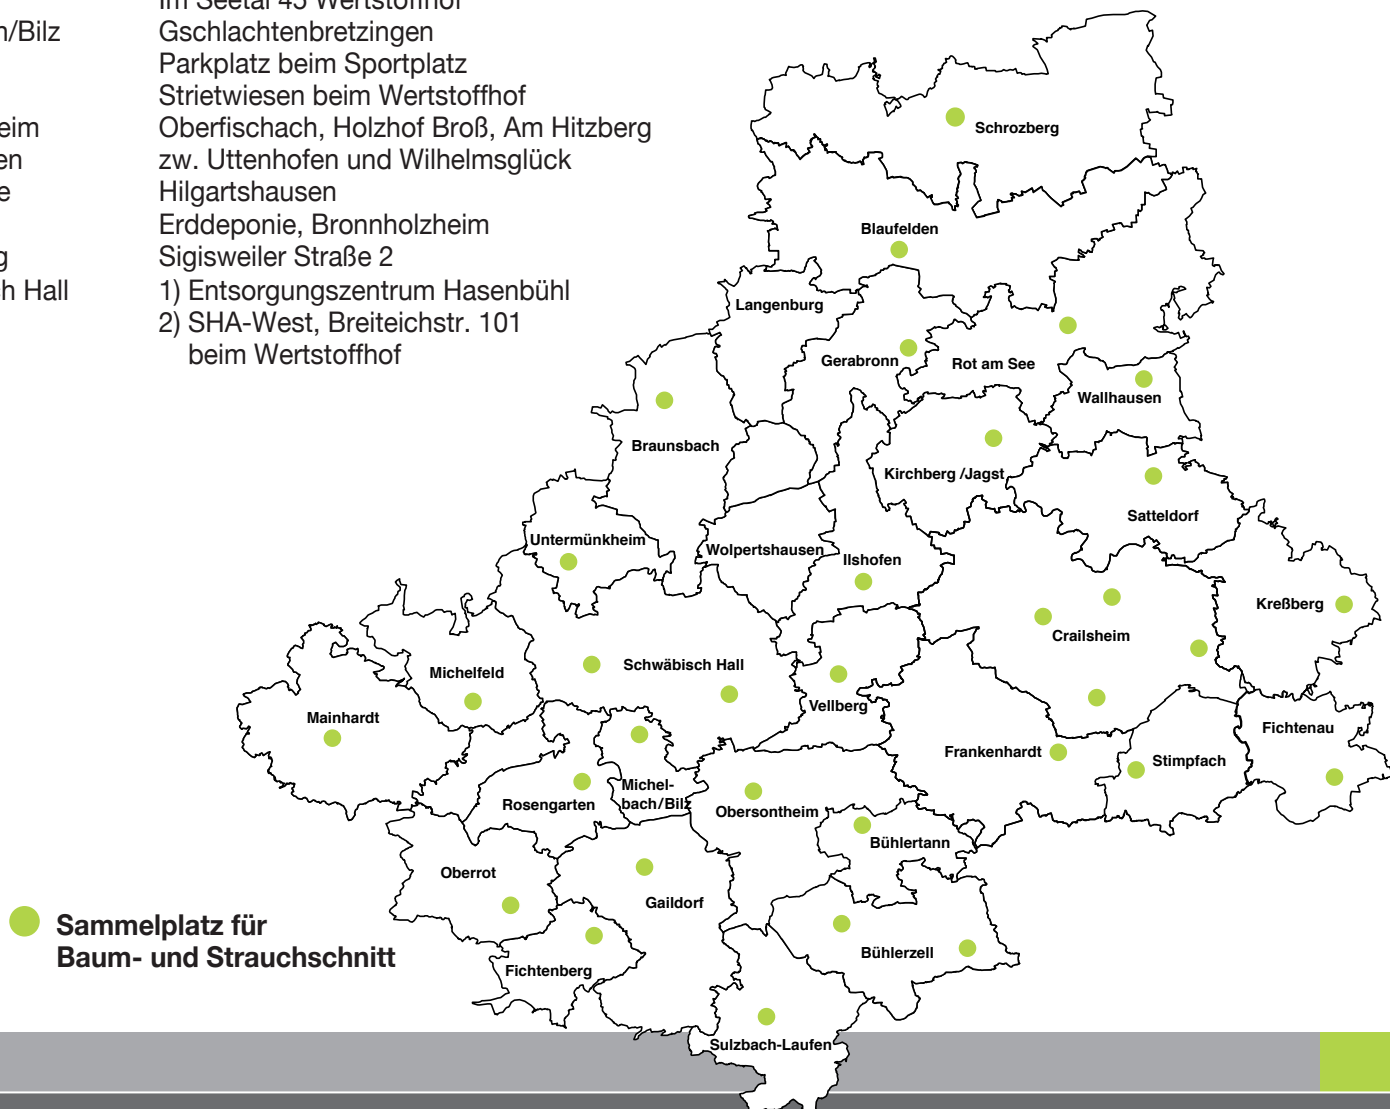 Im Seetal 45 Wertstoffhof
n/Bilz Gschlachtenbretzingen
Parkplatz beim Sportplatz
Strietwiesen beim Wertstoffhof
eim Oberfischach, Holzhof Broß, Am Hitzberg
en zw. Uttenhofen und Wilhelmsglück
e Hilgartshausen
Erddeponie, Bronnholzheim
g Sigisweiler Straße 2
h Hall 1) Entsorgungszentrum Hasenbühl
2) SHA-West, Breiteichstr. 101
beim Wertstoffhof
Schrozberg
Blaufelden
Langenburg
Gerabronn
Rot am See
Wallhausen
Braunsbach
Kirchberg /Jagst
Satteldorf
Untermünkheim
Wolpertshausen
Ilshofen
Kreßberg
Crailsheim
Schwäbisch Hall
Michelfeld
Vellberg
Mainhardt
Fichtenau
Frankenhardt
Stimpfach
Michel-
bach/Bilz
Rosengarten
Obersontheim
Bühlertann
Oberrot
Gaildorf
Bühlerzell
Fichtenberg
Sulzbach-Laufen
Sammelplatz für
Baum- und Strauchschnitt